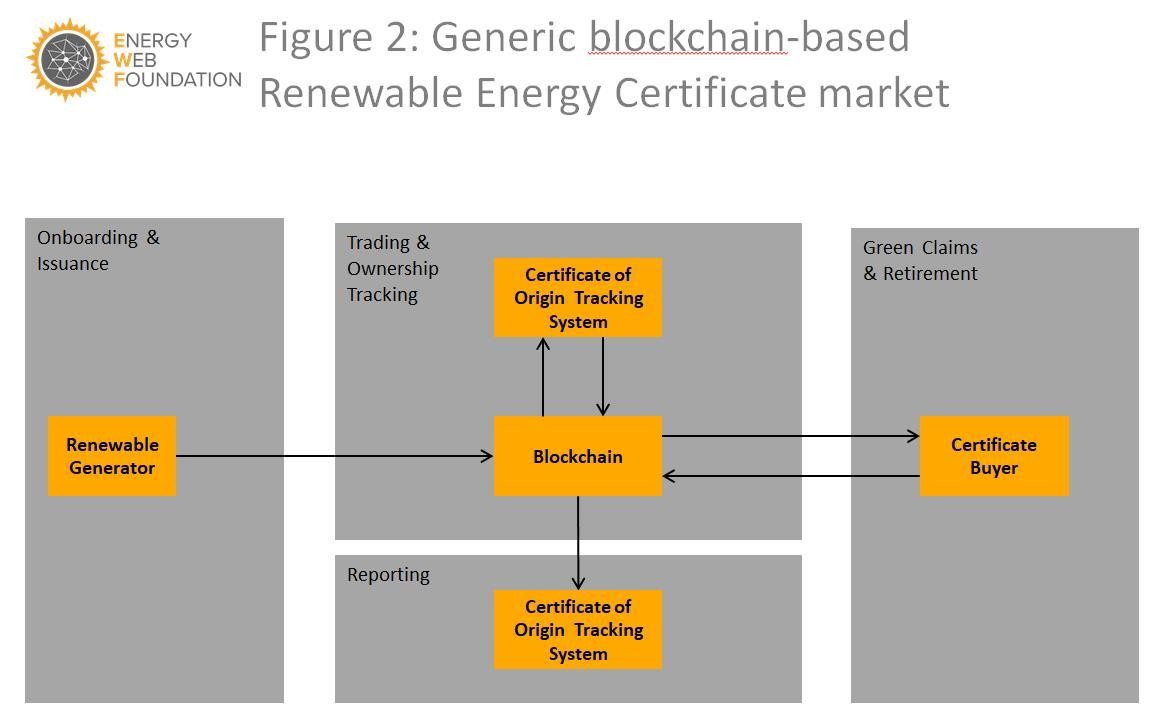 ENERGY
WEB
FOUNDATION
Figure 2: Generic blockchain-based
Renewable Energy Certificate market
Onboarding &
Issuance
Renewable
Generator
Trading &
Ownership
Tracking
Certificate of
Origin Tracking
System
Blockchain
Reporting
Certificate of
Origin Tracking
System
Green Claims
& Retirement
Certificate
Buyer